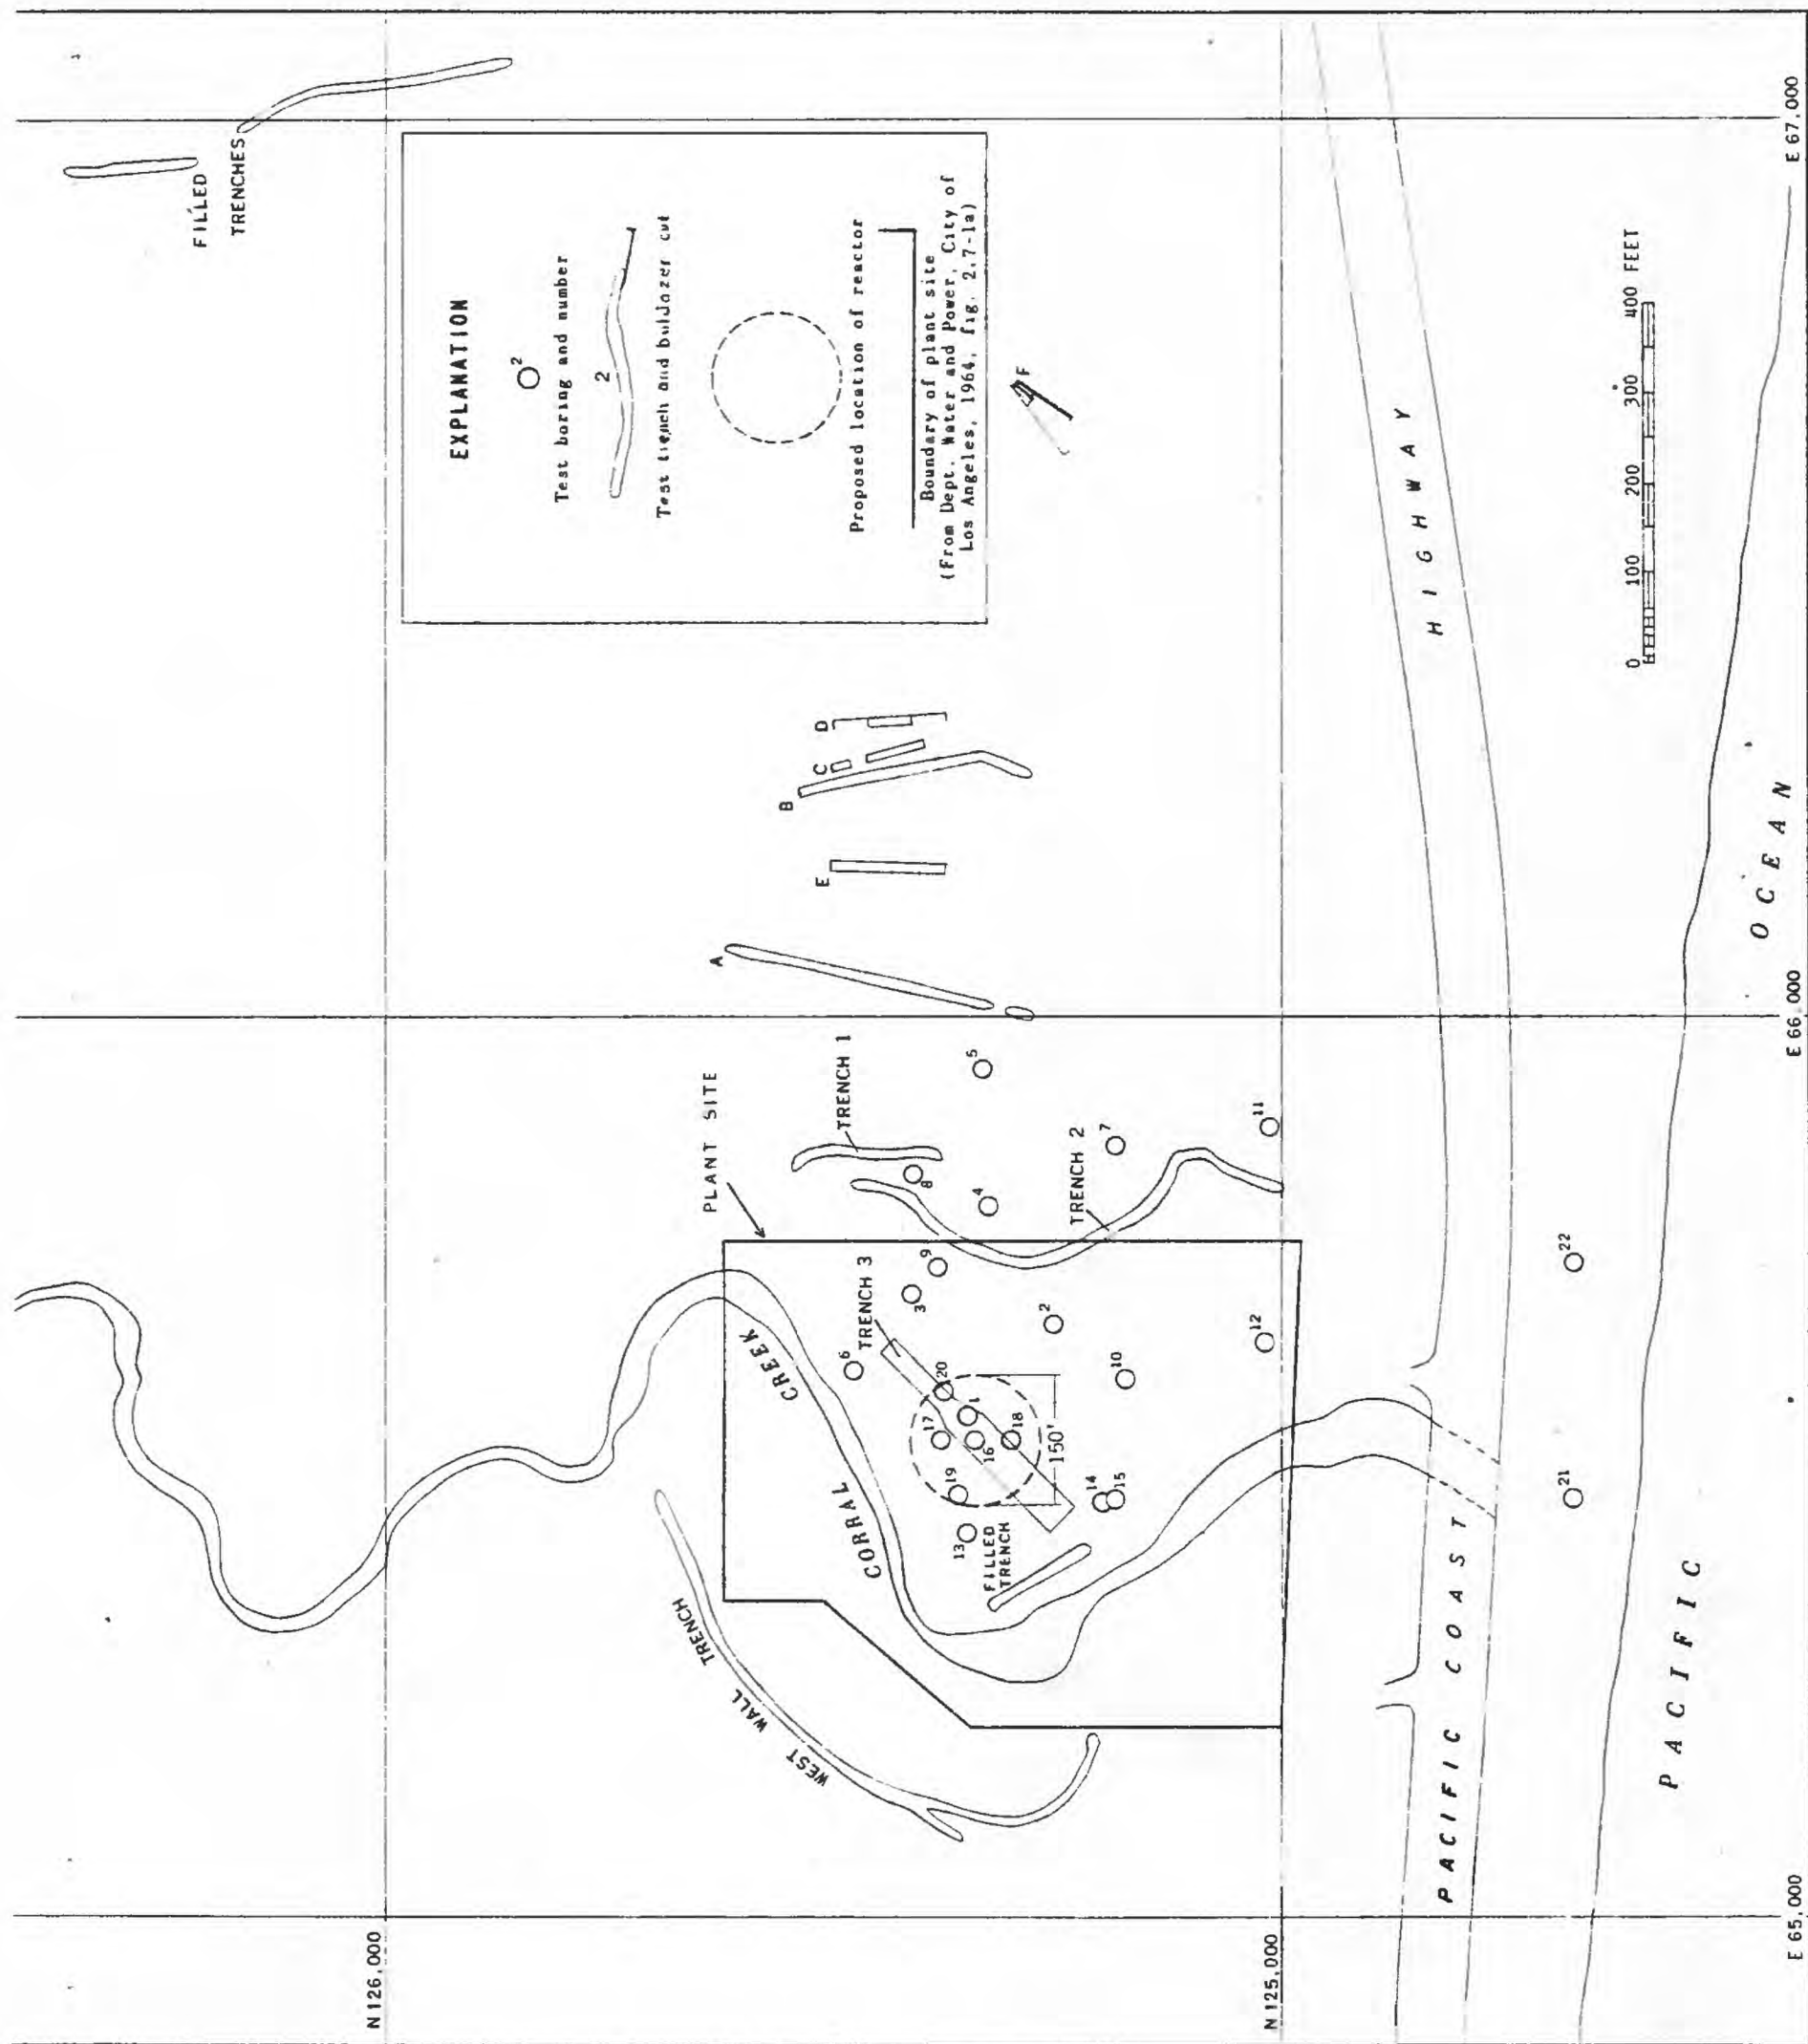 FILLED
TRENCHES
EXPLANATION
2
Test boring and number
2
Test trench and bulldozer cut
Proposed location of reactor
Boundary of plant site
(From Dept. Water and Power, City of
Los Angeles, 1964, fig. 2.7-1a)
N 126,000
N 125,000
E 65,000
E 66,000
E 67,000
PLANT SITE
TRENCH 1
TRENCH 2
TRENCH 3
CORRAL CREEK
WEST WALL TRENCH
FILLED
TRENCH
150'
A
B
C
D
E
F
1
2
3
4
5
6
7
8
9
10
11
12
13
14
15
16
17
18
19
20
21
22
PACIFIC COAST HIGHWAY
PACIFIC OCEAN
0 100 200 300 400 FEET